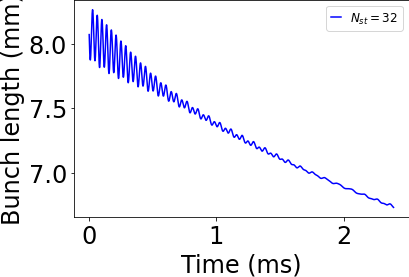 N_st = 32
Bunch length (mm)
8.0
7.5
7.0
0 1 2
Time (ms)